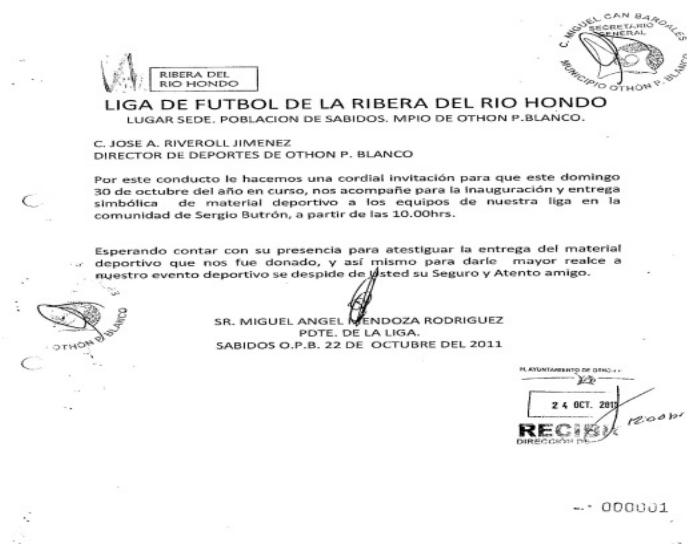 C. MIGUEL CAN BARDALES
SECRETARIO
GENERAL
MUNICIPIO OTHON P. BLANCO
RIBERA DEL
RIO HONDO
LIGA DE FUTBOL DE LA RIBERA DEL RIO HONDO
LUGAR SEDE. POBLACION DE SABIDOS. MPIO DE OTHON P.BLANCO.
C. JOSE A. RIVEROLL JIMENEZ
DIRECTOR DE DEPORTES DE OTHON P. BLANCO
Por este conducto le hacemos una cordial invitación para que este domingo
30 de octubre del año en curso, nos acompañe para la inauguración y entrega
simbólica de material deportivo a los equipos de nuestra liga en la
comunidad de Sergio Butrón, a partir de las 10.00hrs.
Esperando contar con su presencia para atestiguar la entrega del material
deportivo que nos fue donado, y así mismo para darle mayor realce a
nuestro evento deportivo se despide de Usted su Seguro y Atento amigo.
OTHON P. BLANCO
SR. MIGUEL ANGEL MENDOZA RODRIGUEZ
PDTE. DE LA LIGA.
SABIDOS O.P.B. 22 DE OCTUBRE DEL 2011
H. AYUNTAMIENTO DE
24 OCT. 2011
12:00 hr
DIRECCIÓN DE
000001